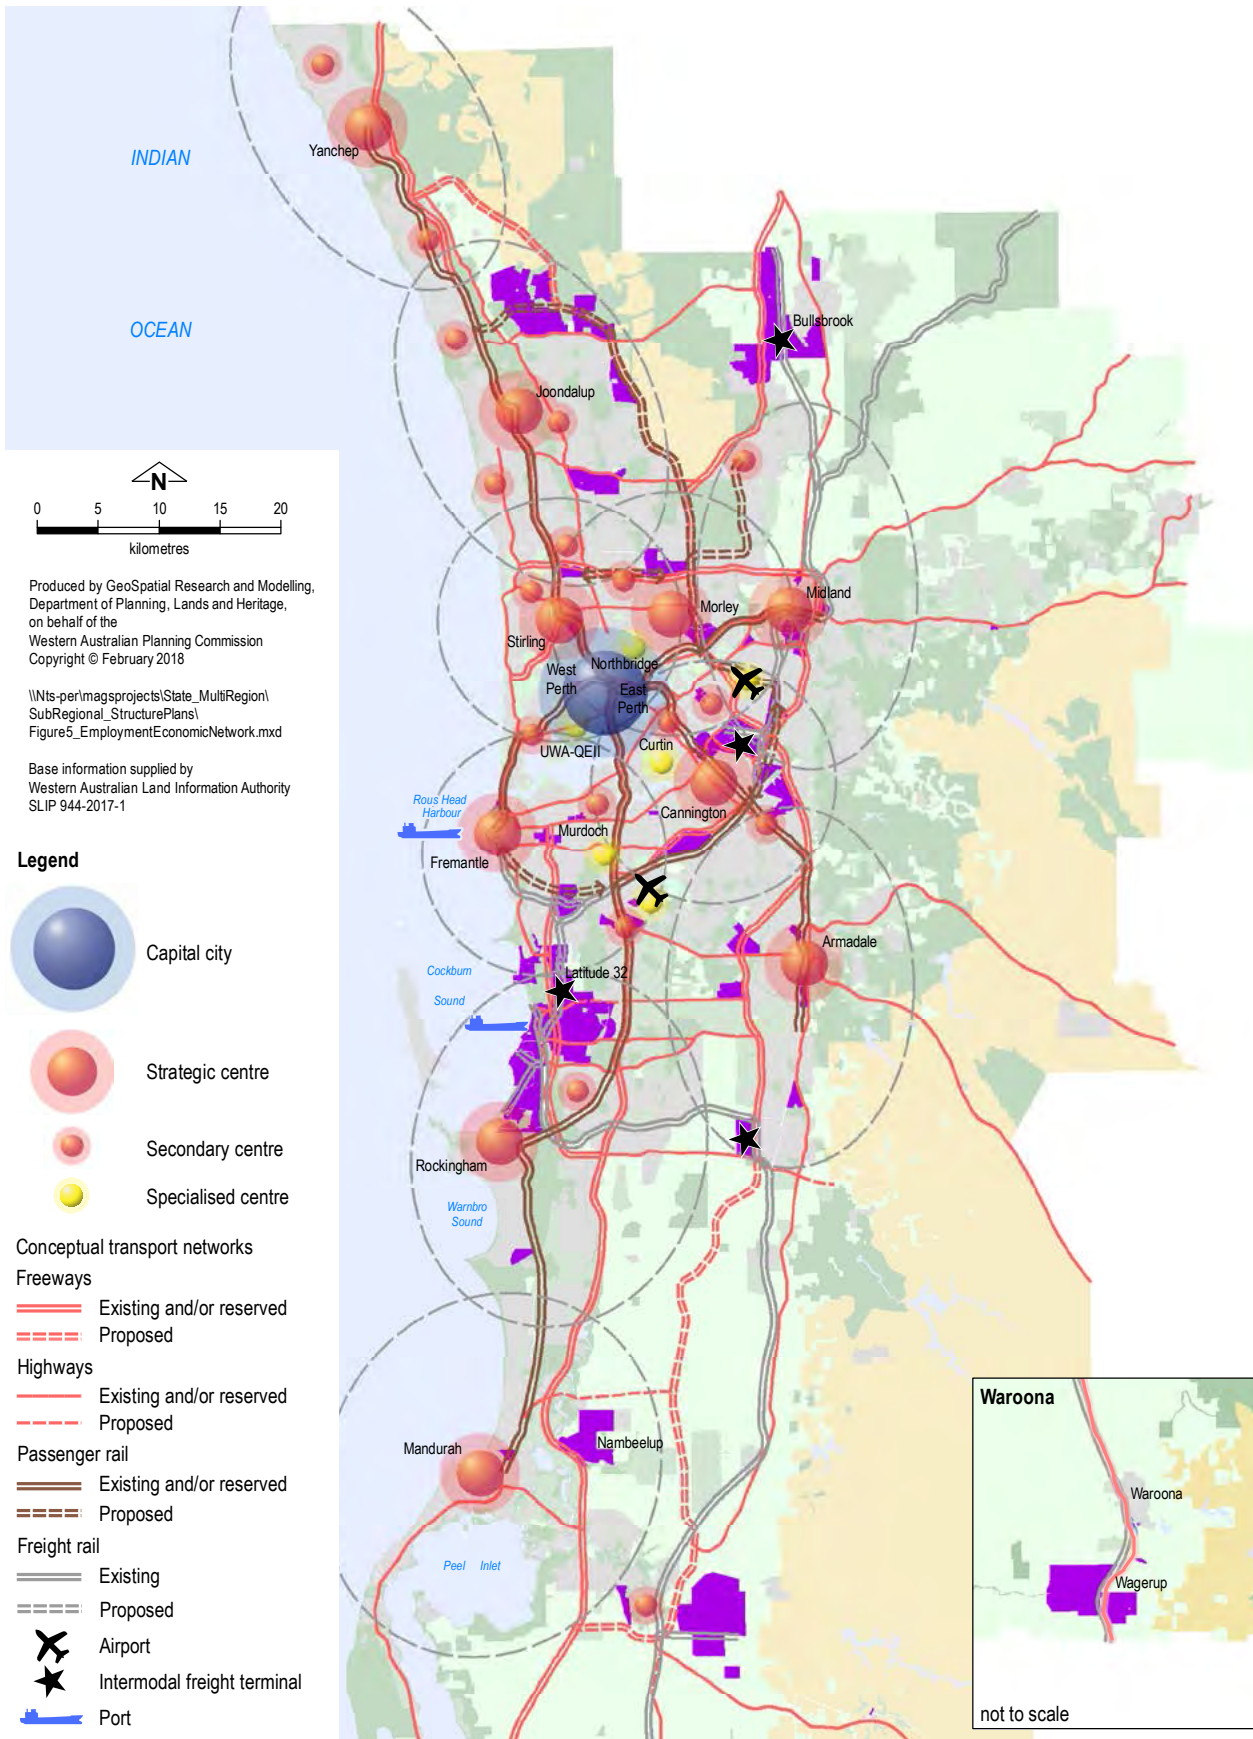 INDIAN
OCEAN
Yanchep
Bullsbrook
Joondalup
N
0 5 10 15 20
kilometres
Produced by GeoSpatial Research and Modelling,
Department of Planning, Lands and Heritage,
on behalf of the
Western Australian Planning Commission
Copyright © February 2018
\\Nts-per\magsprojects\State_MultiRegion\
SubRegional_StructurePlans\
Figure5_EmploymentEconomicNetwork.mxd
Base information supplied by
Western Australian Land Information Authority
SLIP 944-2017-1
Midland
Morley
Stirling
Northbridge
West
Perth
East
Perth
UWA-QEII
Curtin
Rous Head
Harbour
Cannington
Murdoch
Fremantle
Armadale
Cockburn
Sound
Latitude 32
Rockingham
Warnbro
Sound
Mandurah
Nambeelup
Peel Inlet
Legend
Capital city
Strategic centre
Secondary centre
Specialised centre
Conceptual transport networks
Freeways
Existing and/or reserved
Proposed
Highways
Existing and/or reserved
Proposed
Passenger rail
Existing and/or reserved
Proposed
Freight rail
Existing
Proposed
Airport
Intermodal freight terminal
Port
Waroona
Waroona
Wagerup
not to scale